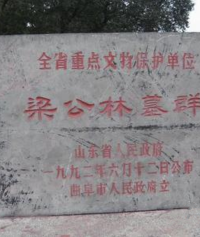 全省重点文物保护单位
梁公林墓群
山东省人民政府
一九九二年六月十二日公布
曲阜市人民政府立